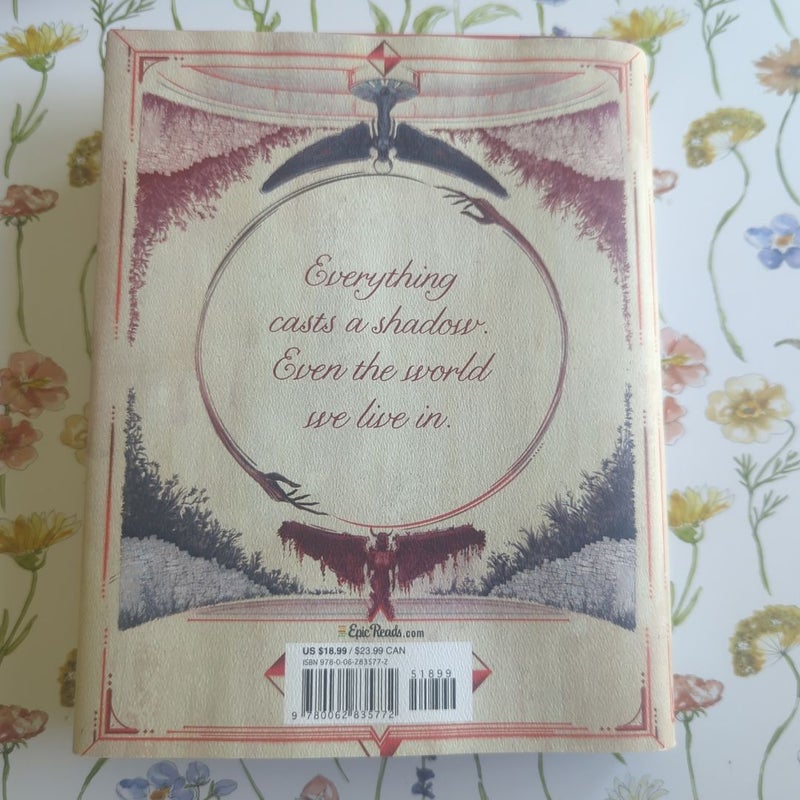 Everything
casts a shadow.
Even the world
we live in.
EpicReads.com
US $18.99 / $23.99 CAN
ISBN 978-0-06-283577-2
51899
9 780062 835772